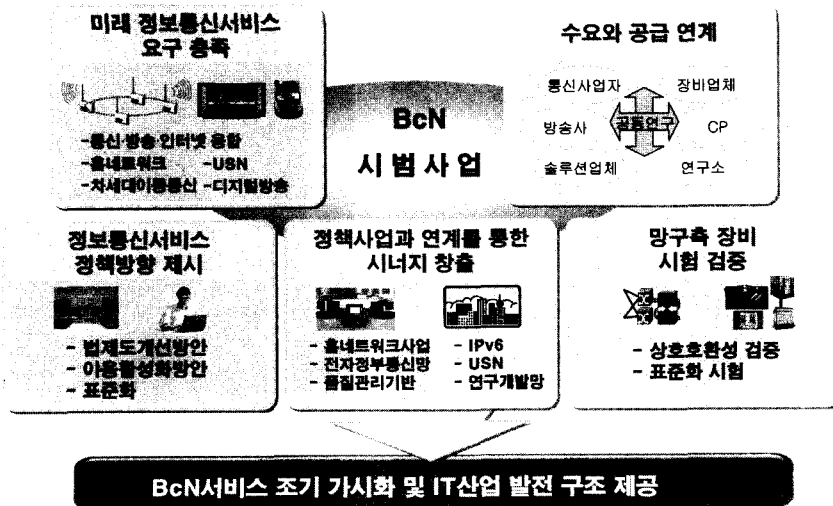 미래 정보통신서비스
요구 충족
-통신·방송·인터넷 융합
-홈네트워크 -USN
-차세대이동통신 -디지털방송
BcN
시범사업
수요와 공급 연계
통신사업자 장비업체
방송사 공동연구 CP
솔루션업체 연구소
정보통신서비스
정책방향 제시
- 법제도개선방안
- 이용활성화방안
- 표준화
정책사업과 연계를 통한
시너지 창출
- 홈네트워크사업 - IPv6
- 전자정부통신망 - USN
- 품질관리기반 - 연구개발망
망구축 장비
시험 검증
- 상호호환성 검증
- 표준화 시험
BcN서비스 조기 가시화 및 IT산업 발전 구조 제공